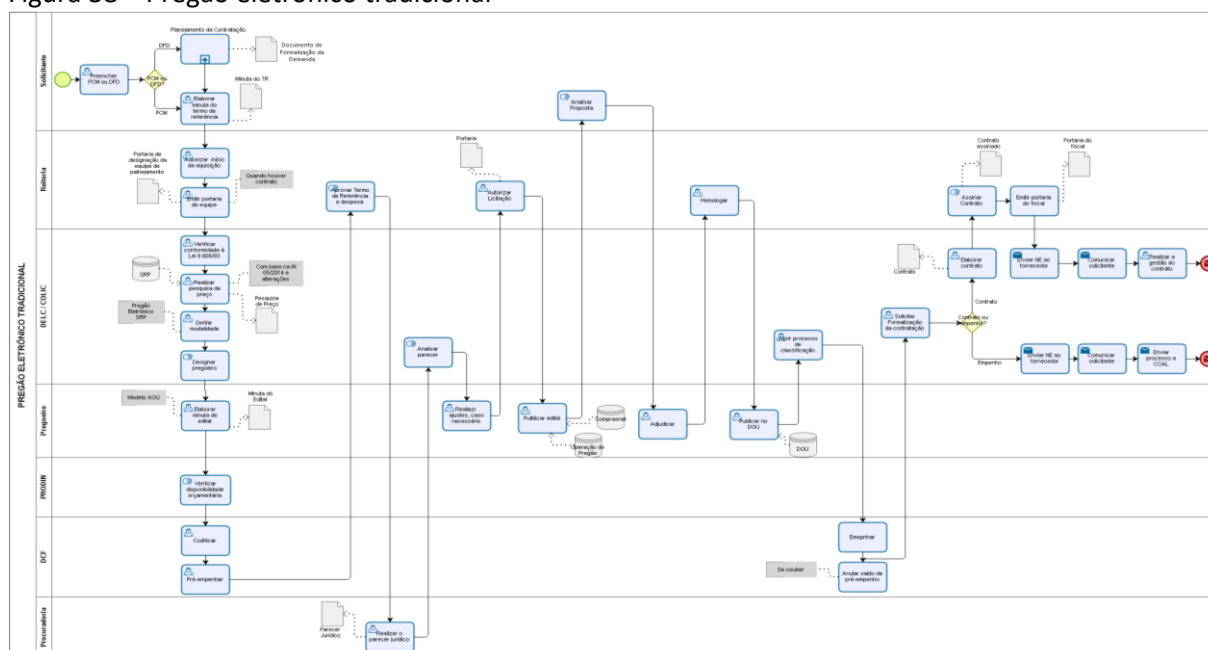 Figura 38 – Pregão eletrônico tradicional
PREGÃO ELETRÔNICO TRADICIONAL
Solicitante
Preencher
PCM ou DFD
PCM ou
DFD?
DFD
PCM
Planejamento da Contratação
Documento de
Formalização da
Demanda
Elaborar
minuta do
termo de
referência
Minuta do TR
Analisar
Proposta
Reitoria
Autorizar início
da aquisição
Portaria de
designação da
equipe de
Emitir portaria
de equipe
Quando houver
contrato
Aprovar Termo
de Referência
e despesa
Portaria
Autorizar
Licitação
Homologar
Contrato
assinado
Assinar
Contrato
Portaria do
fiscal
Emitir portaria
do fiscal
DELC / COLIC
Verificar
conformidade à
Lei 8.666/93
SRP
Realizar
pesquisa de
preço
Com base na IN
05/2014 e
alterações
Pesquisa
de Preço
Pregão
Eletrônico
SRP
Definir
modalidade
Designar
pregoeiro
Analisar
parecer
Abrir processo
de
classificação
Solicitar
Formalização
da contratação
Contrato ou
empenho?
Contrato
Empenho
Contrato
Elaborar
contrato
Enviar NE ao
fornecedor
Comunicar
solicitante
Realizar a
gestão do
contrato
Enviar NE ao
fornecedor
Comunicar
solicitante
Enviar
processo à
COAL
Pregoeiro
Modelo AGU
Elaborar
minuta de
edital
Minuta do
Edital
Realizar
ajustes, caso
necessário
Publicar edital
Comprasnet
Operação do
Pregão
Adjudicar
Publicar no
DOU
DOU
PRODIN
Verificar
disponibilidade
orçamentária
DCF
Codificar
Pré-empenhar
Empenhar
Se couber
Anular saldo de
pré-empenho
Procuradoria
Parecer
Jurídico
Realizar o
parecer jurídico